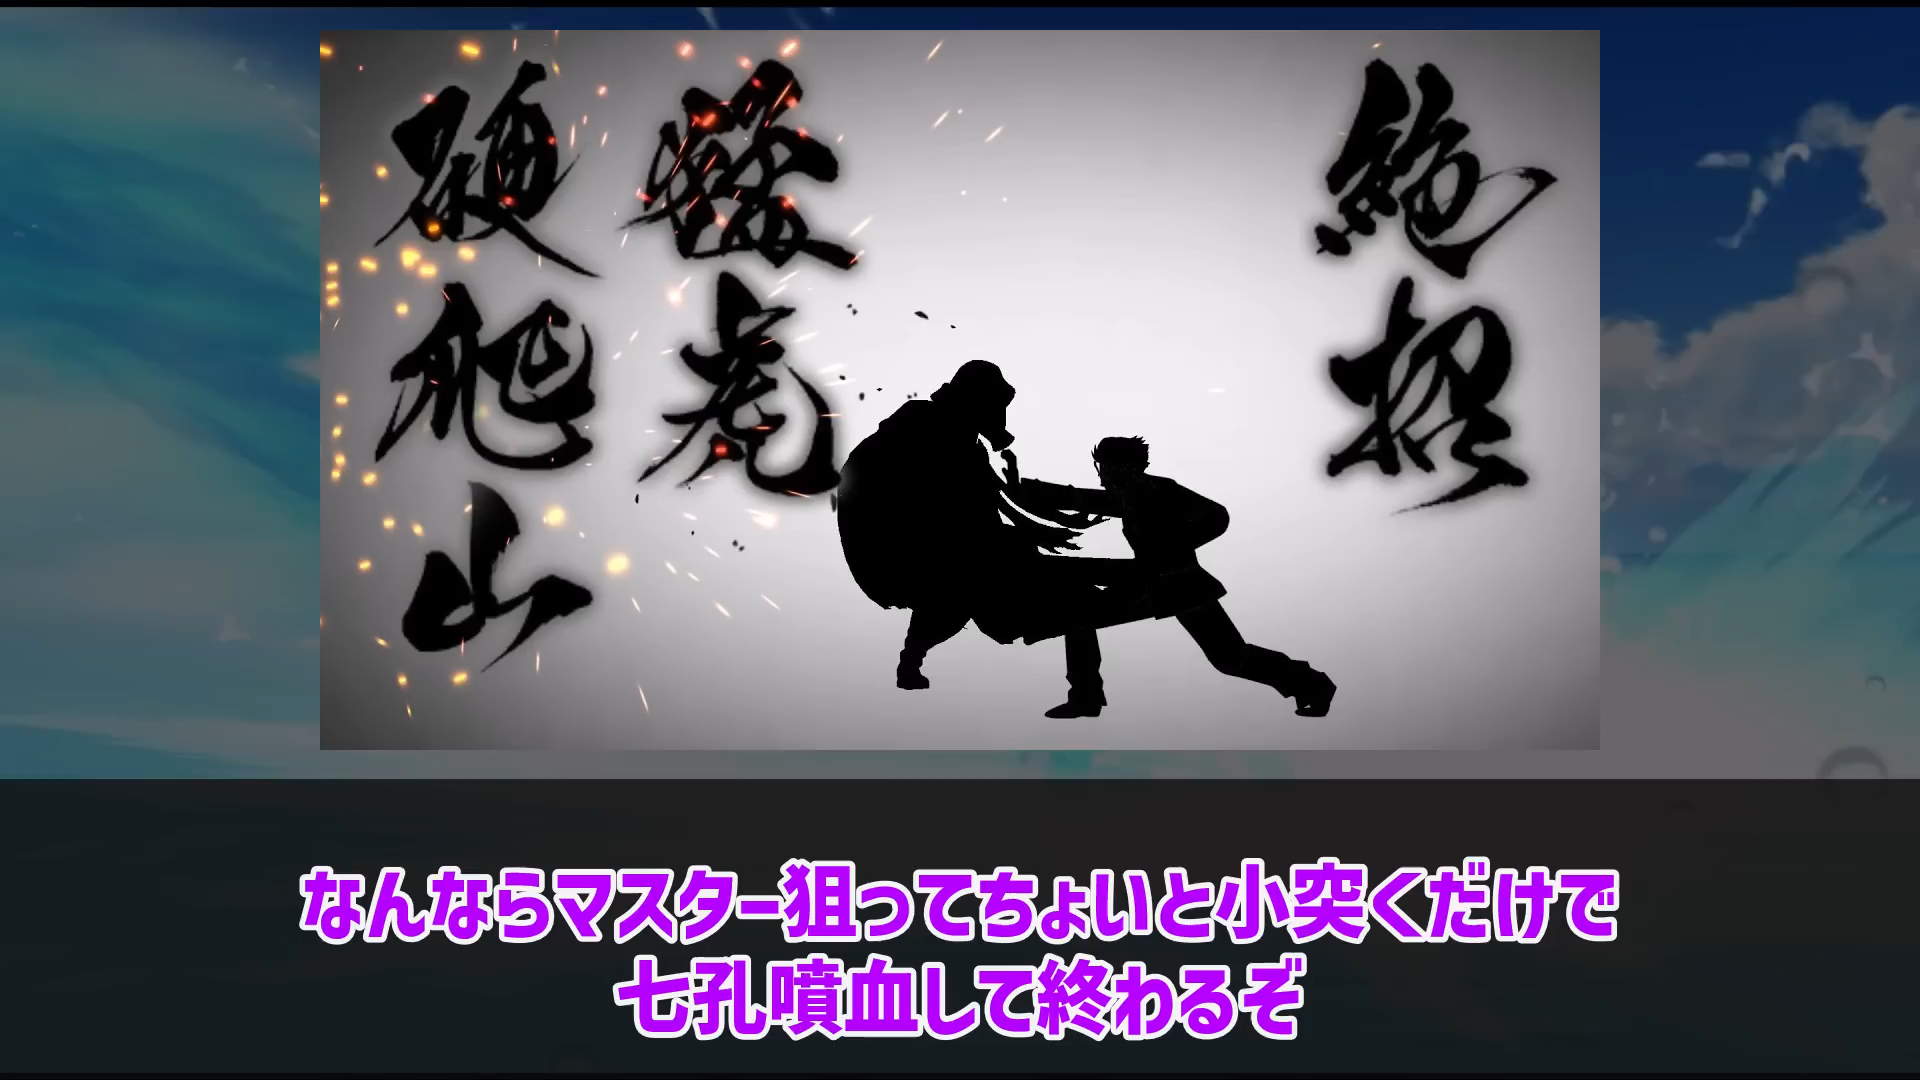 絶招
猛虎
硬爬山
なんならマスター狙ってちょいと小突くだけで
七孔噴血して終わるぞ